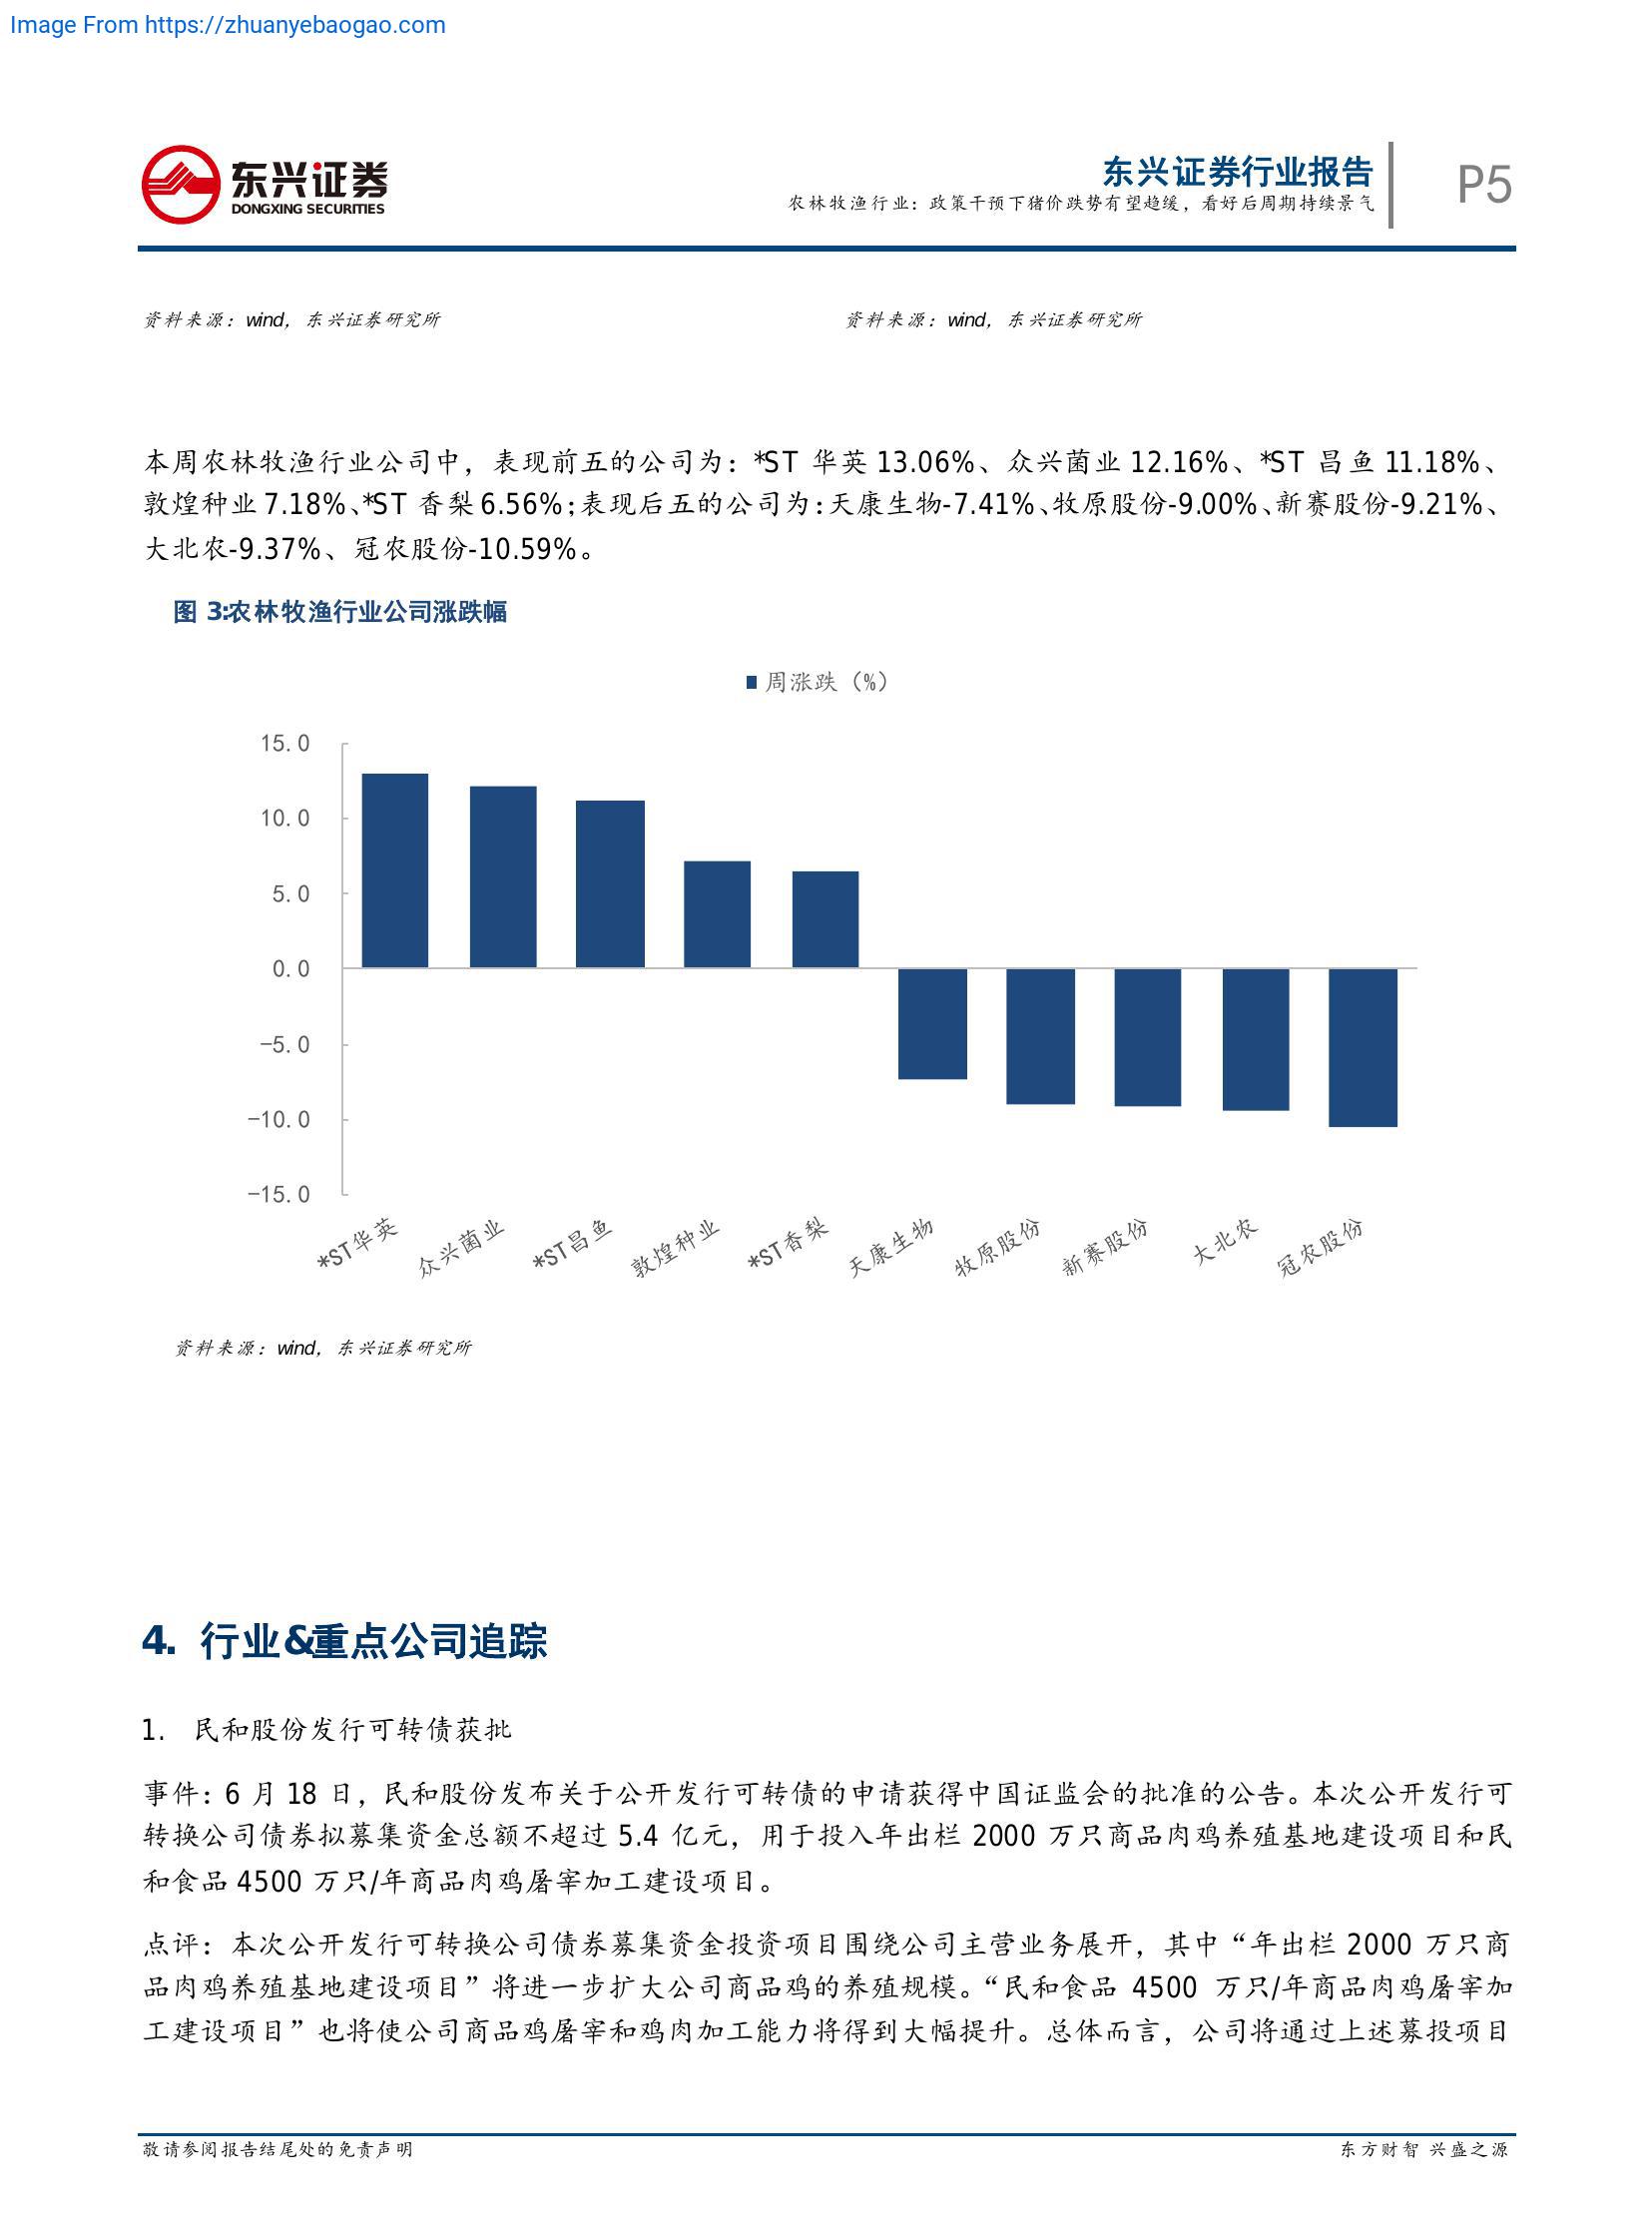 Image From https://zhuanyebaogao.com
东兴证券
DONGXING SECURITIES
东兴证券行业报告
农林牧渔行业：政策干预下猪价跌势有望趋缓，看好后周期持续景气
P5
资料来源：wind，东兴证券研究所
资料来源：wind，东兴证券研究所
本周农林牧渔行业公司中，表现前五的公司为：*ST 华英 13.06%、众兴菌业 12.16%、*ST 昌鱼 11.18%、
敦煌种业 7.18%、*ST 香梨 6.56%；表现后五的公司为：天康生物-7.41%、牧原股份-9.00%、新赛股份-9.21%、
大北农-9.37%、冠农股份-10.59%。
图 3:农林牧渔行业公司涨跌幅
周涨跌（%）
15.0
10.0
5.0
0.0
-5.0
-10.0
-15.0
*ST华英
众兴菌业
*ST昌鱼
敦煌种业
*ST香梨
天康生物
牧原股份
新赛股份
大北农
冠农股份
资料来源：wind，东兴证券研究所
4. 行业&重点公司追踪
1. 民和股份发行可转债获批
事件：6 月 18 日，民和股份发布关于公开发行可转债的申请获得中国证监会的批准的公告。本次公开发行可
转换公司债券拟募集资金总额不超过 5.4 亿元，用于投入年出栏 2000 万只商品肉鸡养殖基地建设项目和民
和食品 4500 万只/年商品肉鸡屠宰加工建设项目。
点评：本次公开发行可转换公司债券募集资金投资项目围绕公司主营业务展开，其中“年出栏 2000 万只商
品肉鸡养殖基地建设项目”将进一步扩大公司商品鸡的养殖规模。“民和食品 4500 万只/年商品肉鸡屠宰加
工建设项目”也将使公司商品鸡屠宰和鸡肉加工能力将得到大幅提升。总体而言，公司将通过上述募投项目
敬请参阅报告结尾处的免责声明
东方财智 兴盛之源